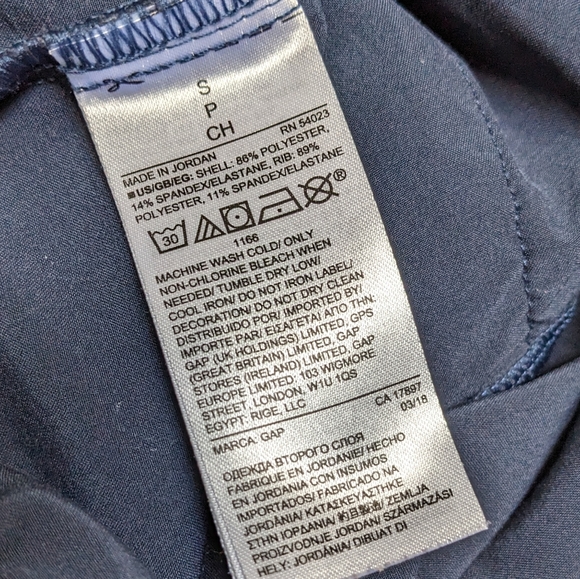 S
P
CH
MADE IN JORDAN RN 54023
US/GB/EG: SHELL: 86% POLYESTER,
14% SPANDEX/ELASTANE, RIB: 89%
POLYESTER, 11% SPANDEX/ELASTANE
30
1166
MACHINE WASH COLD/ ONLY
NON-CHLORINE BLEACH WHEN
NEEDED/ TUMBLE DRY LOW/
COOL IRON/ DO NOT IRON LABEL/
DECORATION/ DO NOT DRY CLEAN
DISTRIBUIDO POR/ IMPORTED BY/
IMPORTE PAR/ ΕΙΣΑΓΕΤΑΙ ΑΠΟ ΤΗΝ:
GAP (UK HOLDINGS) LIMITED, GPS
(GREAT BRITAIN) LIMITED, GAP
STORES (IRELAND) LIMITED, GAP
EUROPE LIMITED, 103 WIGMORE
STREET, LONDON, W1U 1QS
EGYPT: RIGE, LLC
CA 17897
MARCA: GAP 03/18
ОДЕЖДА ВТОРОГО СЛОЯ
FABRIQUE EN JORDANIE/ HECHO
EN JORDANIA CON INSUMOS
IMPORTADOS/ FABRICADO NA
JORDÂNIA/ ΚΑΤΑΣΚΕΥΑΣΤΗΚΕ
ΣΤΗΝ ΙΟΡΔΑΝΙΑ/ 約旦製造/ ZEMLJA
PROIZVODNJE JORDAN/ SZÁRMAZÁSI
HELY: JORDÁNIA/ DIBUAT DI